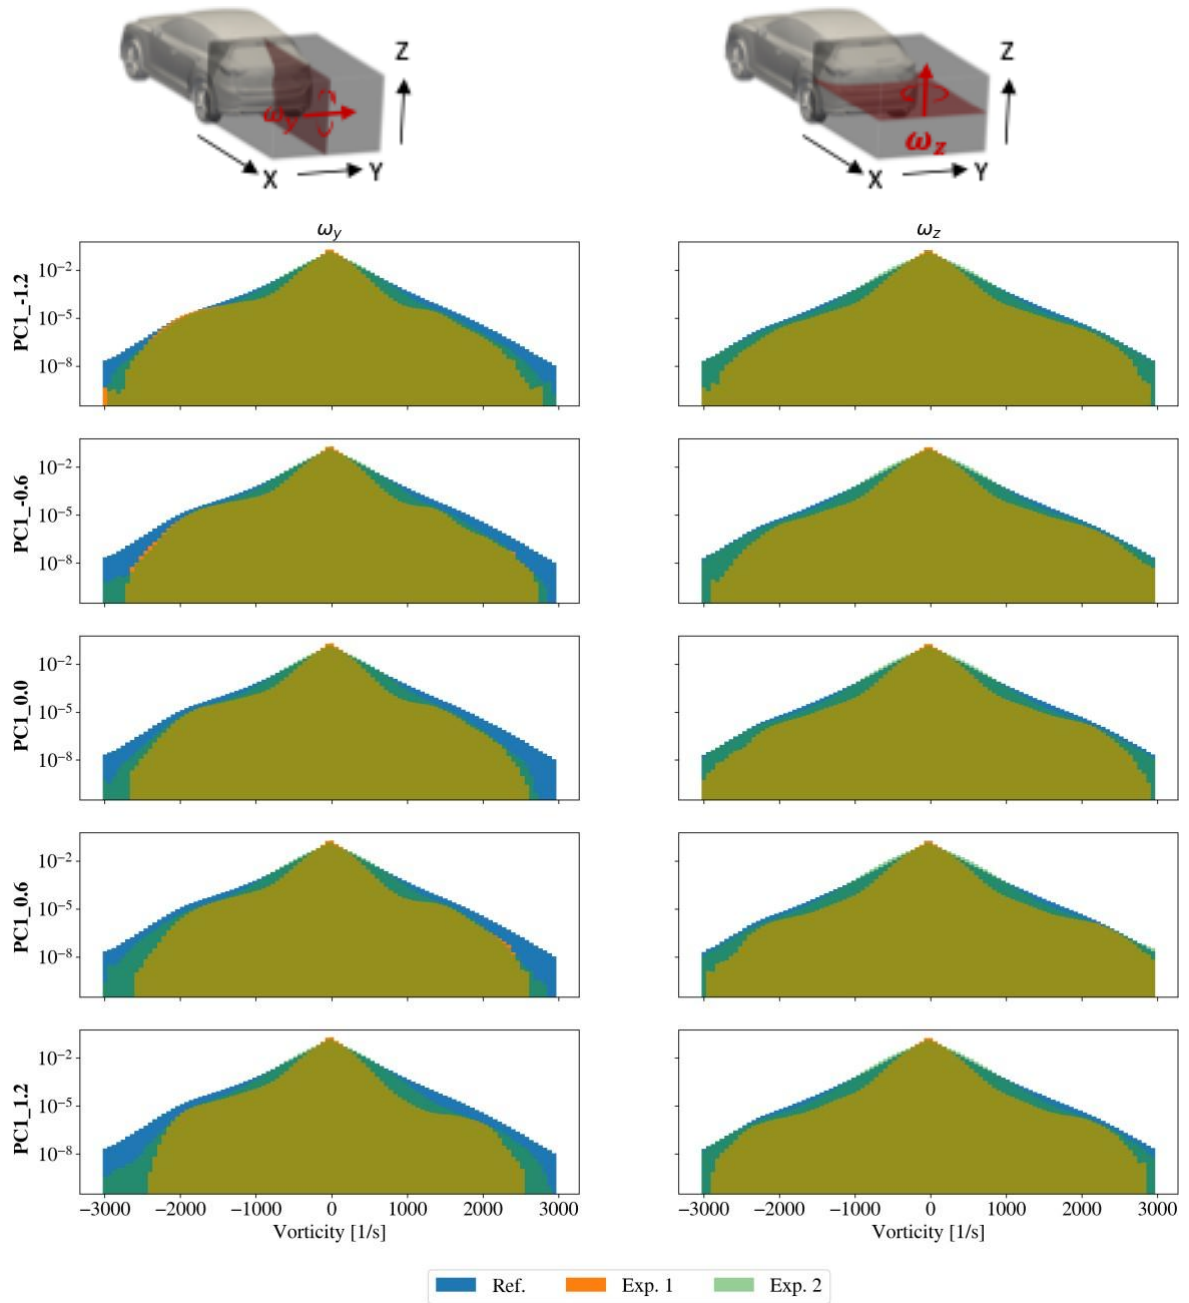 Z
Z
ω_y
ω_z
X
Y
X
Y
ω_y
ω_z
PC1_-1.2
10⁻²
10⁻⁵
10⁻⁸
PC1_-0.6
10⁻²
10⁻⁵
10⁻⁸
PC1_0.0
10⁻²
10⁻⁵
10⁻⁸
PC1_0.6
10⁻²
10⁻⁵
10⁻⁸
PC1_1.2
10⁻²
10⁻⁵
10⁻⁸
−3000 −2000 −1000 0 1000 2000 3000
−3000 −2000 −1000 0 1000 2000 3000
Vorticity [1/s]
Vorticity [1/s]
Ref. Exp. 1 Exp. 2